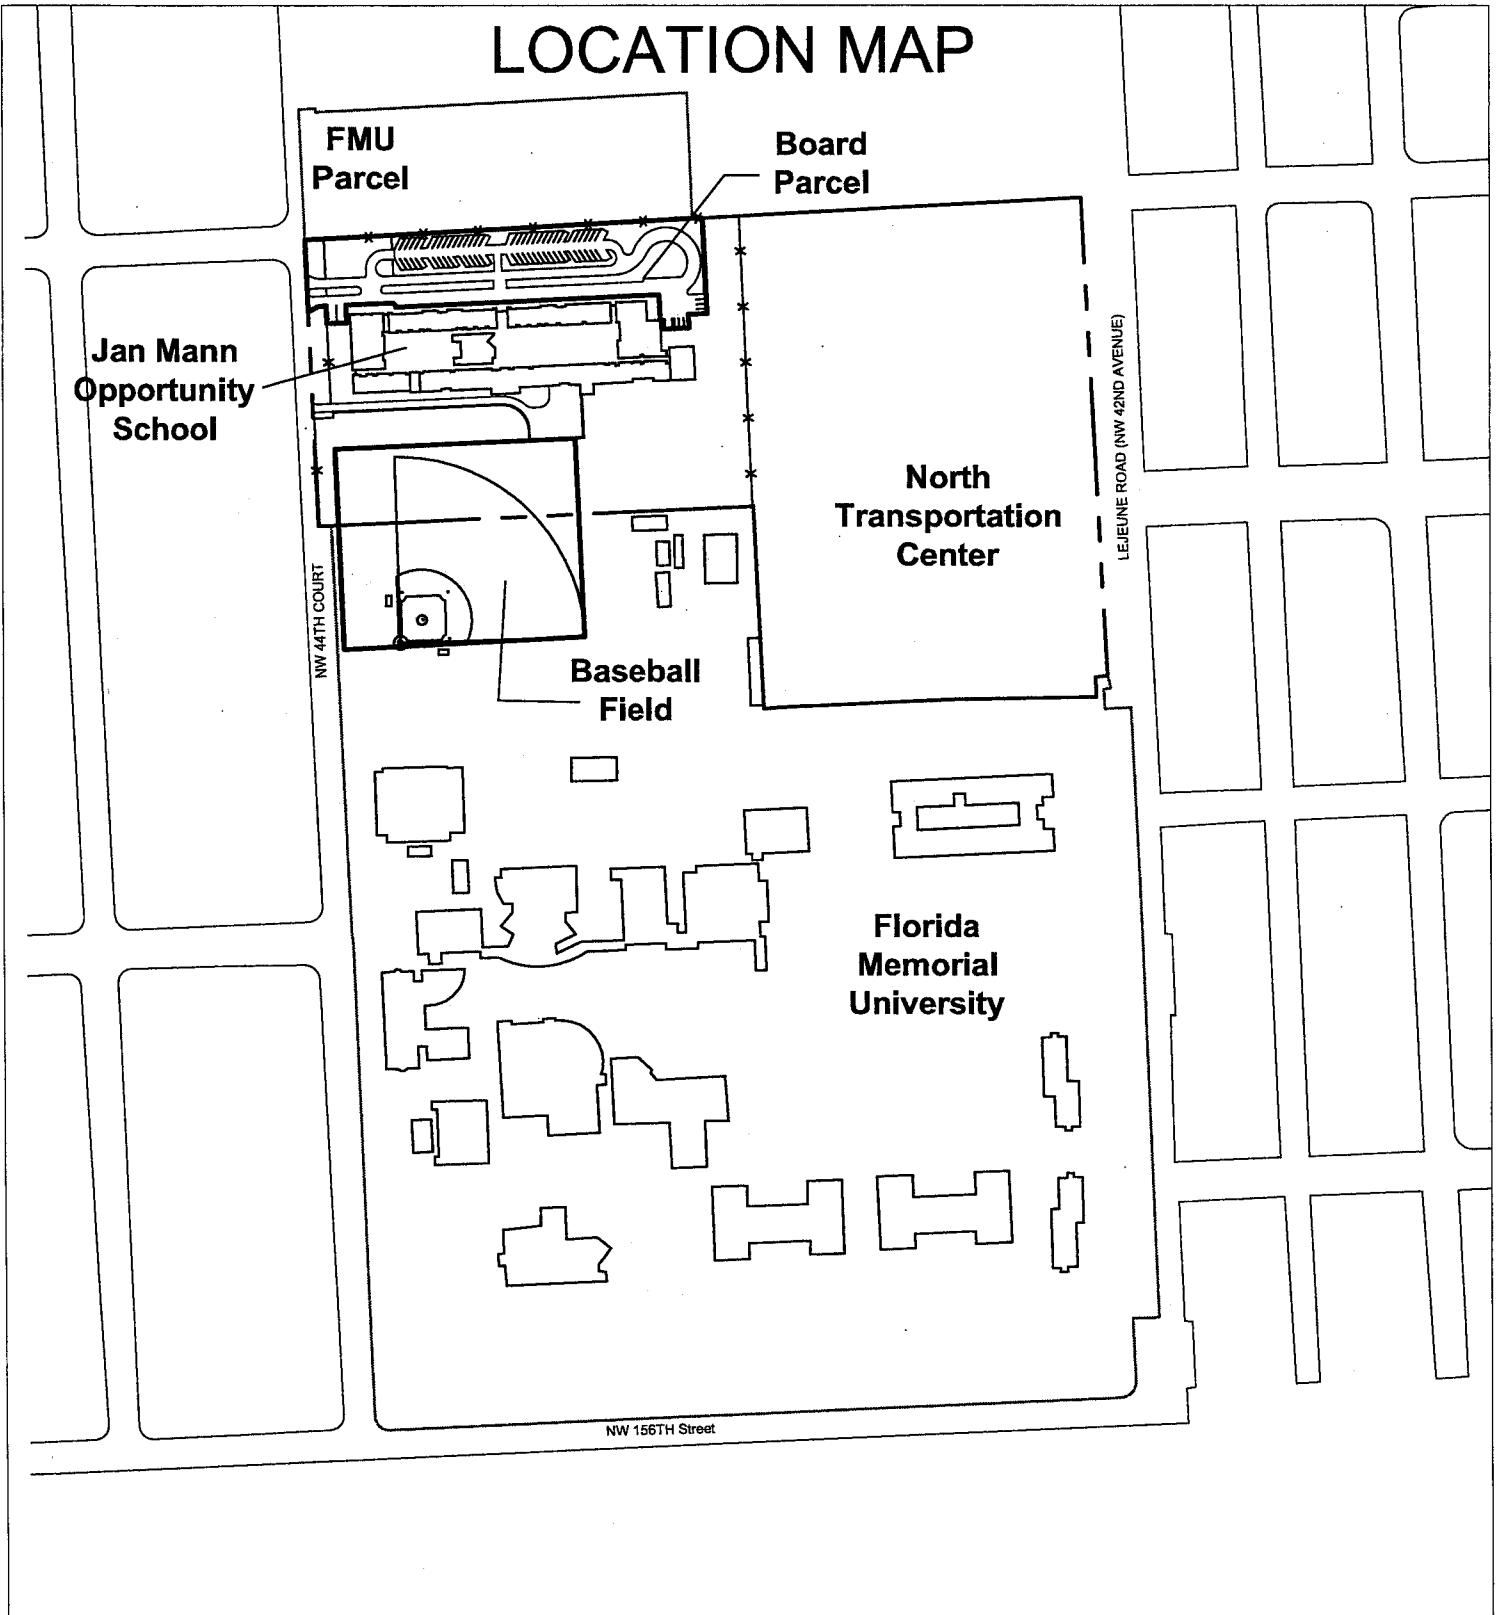 LOCATION MAP
FMU
Parcel
Board
Parcel
Jan Mann
Opportunity
School
North
Transportation
Center
LEJEUNE ROAD (NW 42ND AVENUE)
NW 44TH COURT
Baseball
Field
Florida
Memorial
University
NW 156TH Street